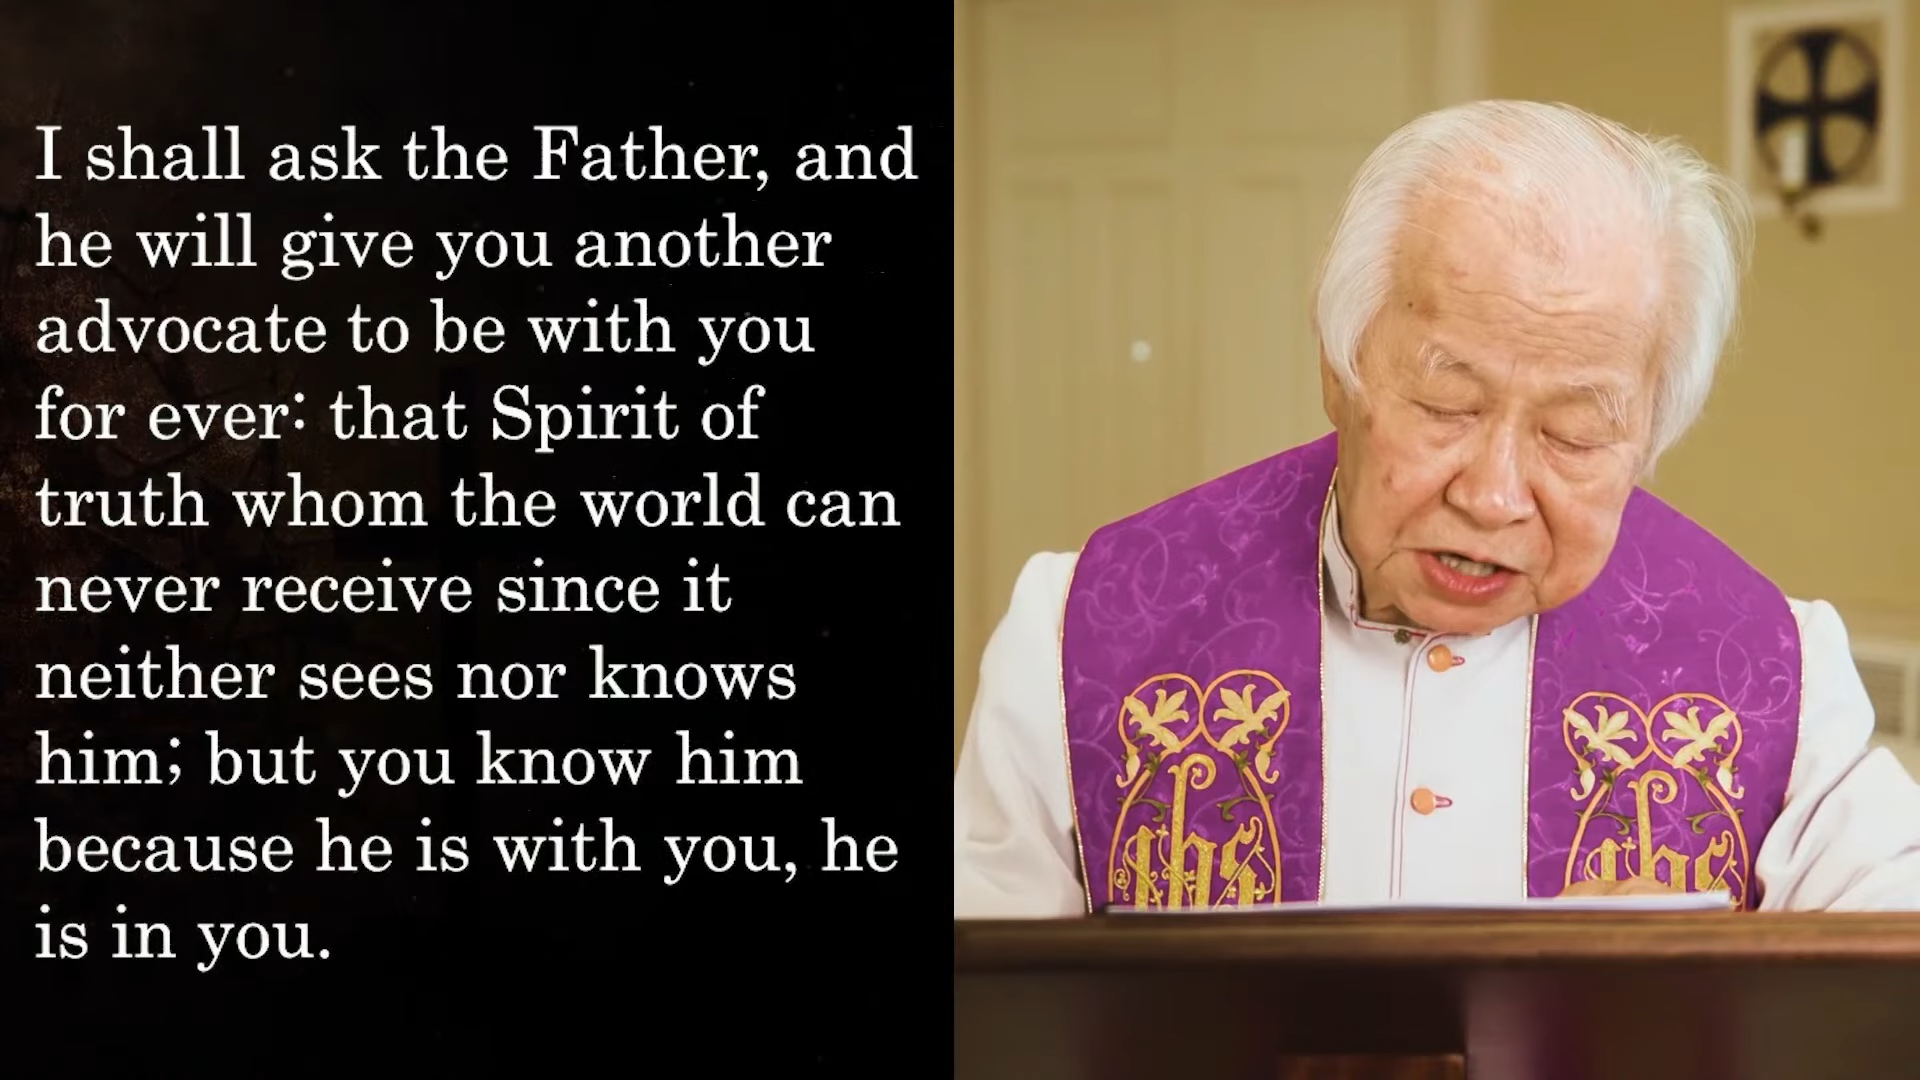 I shall ask the Father, and
he will give you another
advocate to be with you
for ever: that Spirit of
truth whom the world can
never receive since it
neither sees nor knows
him; but you know him
because he is with you, he
is in you.
ihs
ihs